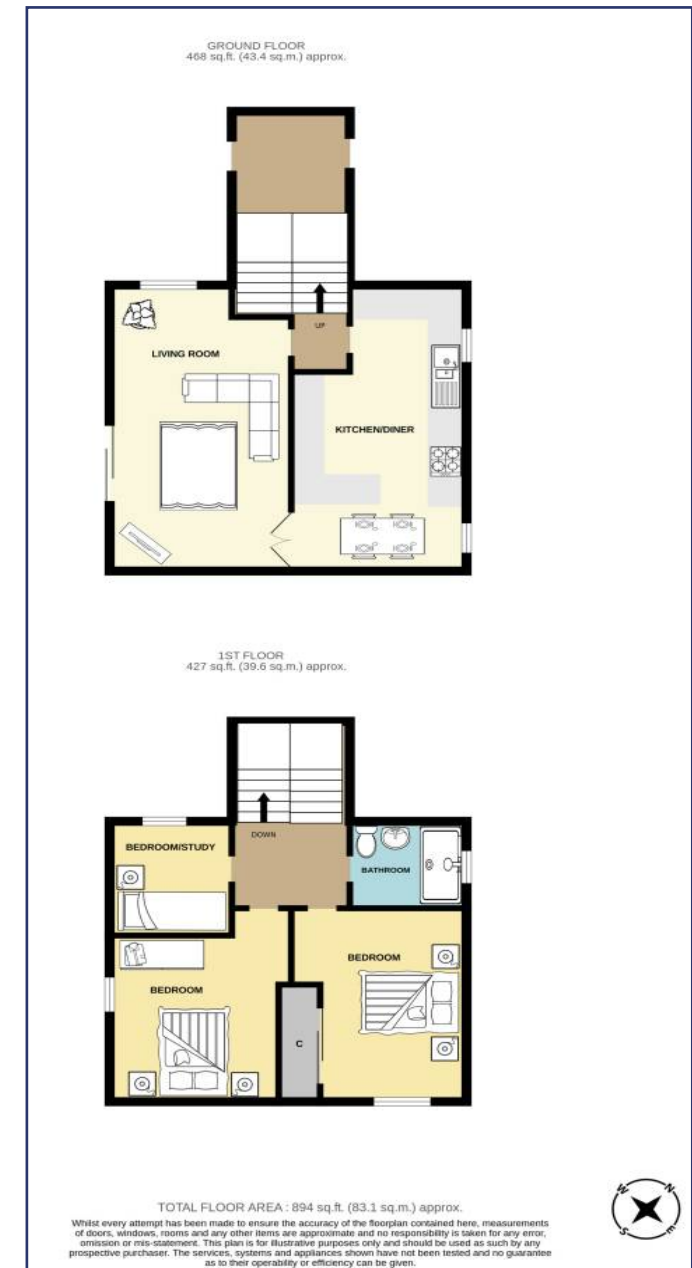 GROUND FLOOR
468 sq.ft. (43.4 sq.m.) approx.
UP
LIVING ROOM
KITCHEN/DINER
1ST FLOOR
427 sq.ft. (39.6 sq.m.) approx.
DOWN
BEDROOM/STUDY
BATHROOM
BEDROOM
BEDROOM
C
TOTAL FLOOR AREA : 894 sq.ft. (83.1 sq.m.) approx.
Whilst every attempt has been made to ensure the accuracy of the floorplan contained here, measurements
of doors, windows, rooms and any other items are approximate and no responsibility is taken for any error,
omission or mis-statement. This plan is for illustrative purposes only and should be used as such by any
prospective purchaser. The services, systems and appliances shown have not been tested and no guarantee
as to their operability or efficiency can be given.
W N
S E